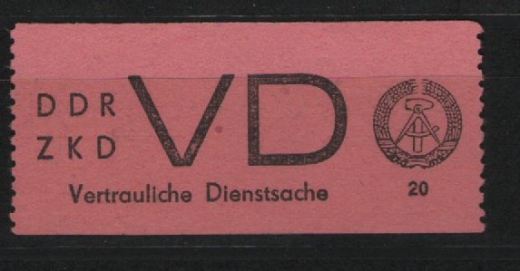 DDR
ZKD
VD
Vertrauliche Dienstsache
20